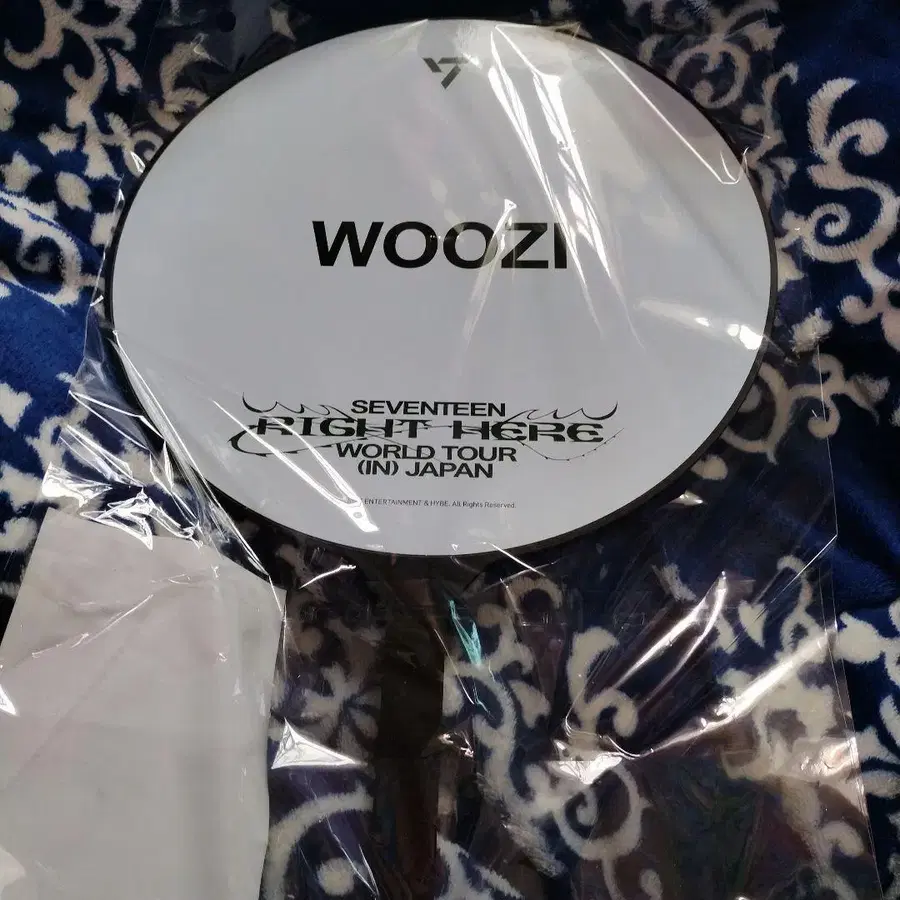 WOOZI
SEVENTEEN
RIGHT HERE
WORLD TOUR
(IN) JAPAN
ENTERTAINMENT & HYBE. All Rights Reserved.